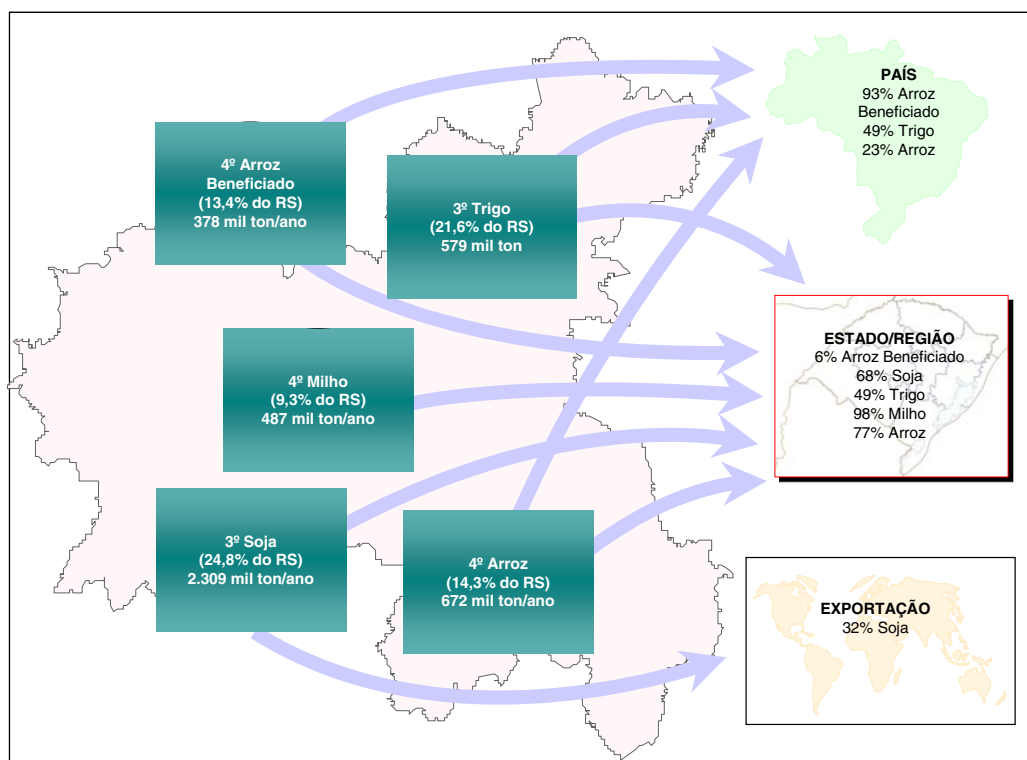 4º Arroz
Beneficiado
(13,4% do RS)
378 mil ton/ano
3º Trigo
(21,6% do RS)
579 mil ton
4º Milho
(9,3% do RS)
487 mil ton/ano
3º Soja
(24,8% do RS)
2.309 mil ton/ano
4º Arroz
(14,3% do RS)
672 mil ton/ano
PAÍS
93% Arroz
Beneficiado
49% Trigo
23% Arroz
ESTADO/REGIÃO
6% Arroz Beneficiado
68% Soja
49% Trigo
98% Milho
77% Arroz
EXPORTAÇÃO
32% Soja